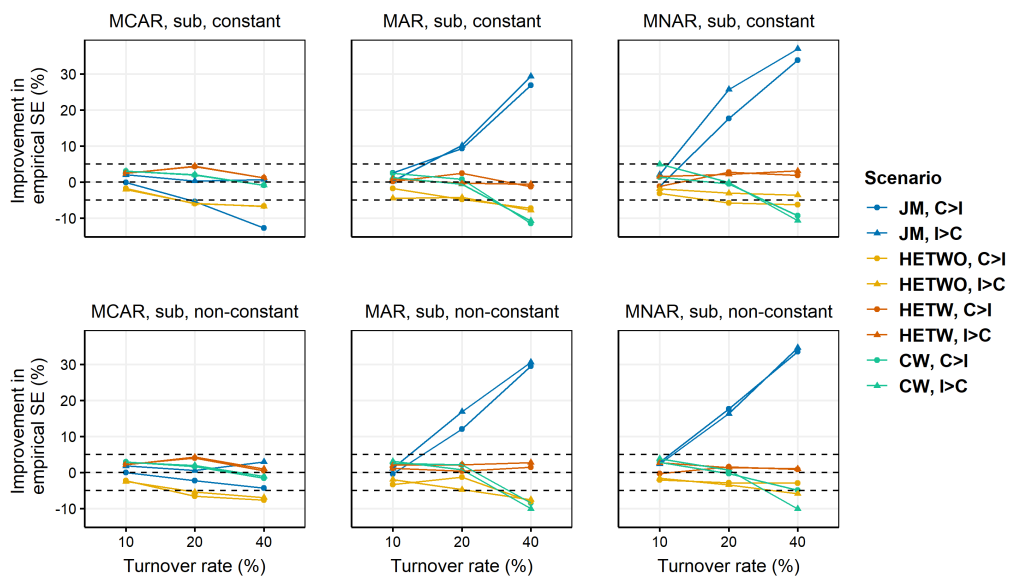 MCAR, sub, constant
MAR, sub, constant
MNAR, sub, constant
Improvement in
empirical SE (%)
30
20
10
0
-10
MCAR, sub, non-constant
MAR, sub, non-constant
MNAR, sub, non-constant
Improvement in
empirical SE (%)
30
20
10
0
-10
10 20 40
10 20 40
10 20 40
Turnover rate (%)
Turnover rate (%)
Turnover rate (%)
Scenario
JM, C>I
JM, I>C
HETWO, C>I
HETWO, I>C
HETW, C>I
HETW, I>C
CW, C>I
CW, I>C